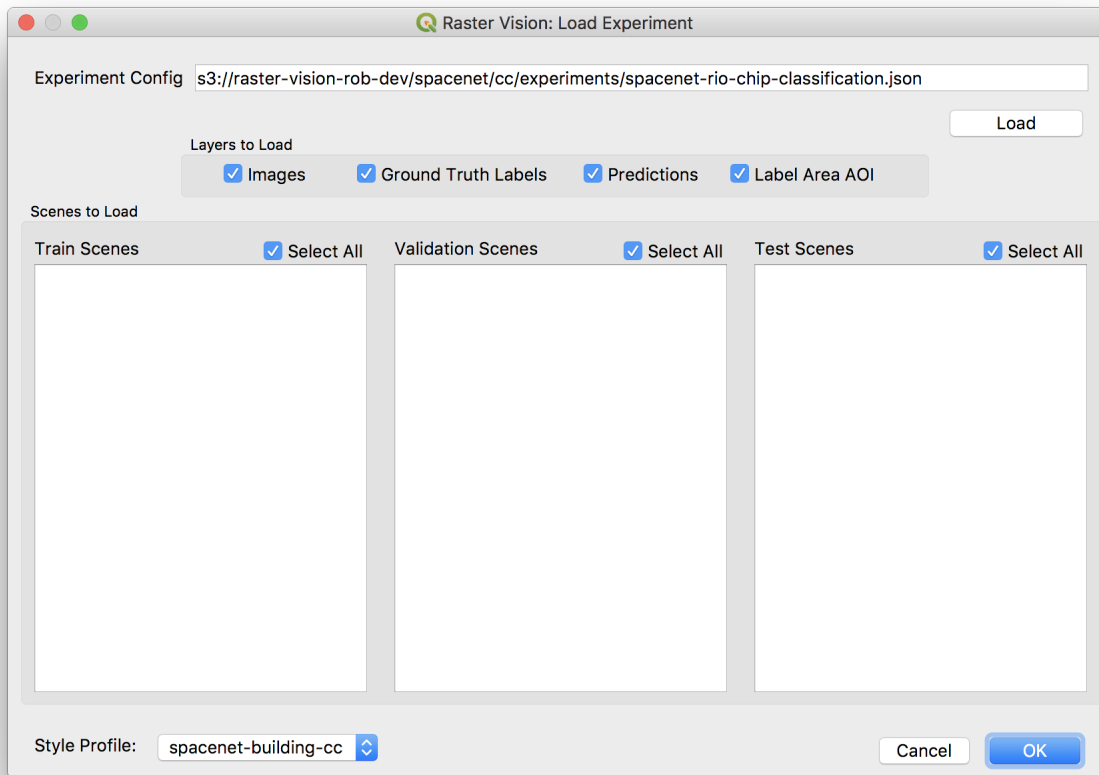 Raster Vision: Load Experiment
Experiment Config s3://raster-vision-rob-dev/spacenet/cc/experiments/spacenet-rio-chip-classification.json
Load
Layers to Load
Images Ground Truth Labels Predictions Label Area AOI
Scenes to Load
Train Scenes Select All Validation Scenes Select All Test Scenes Select All
Style Profile: spacenet-building-cc Cancel OK